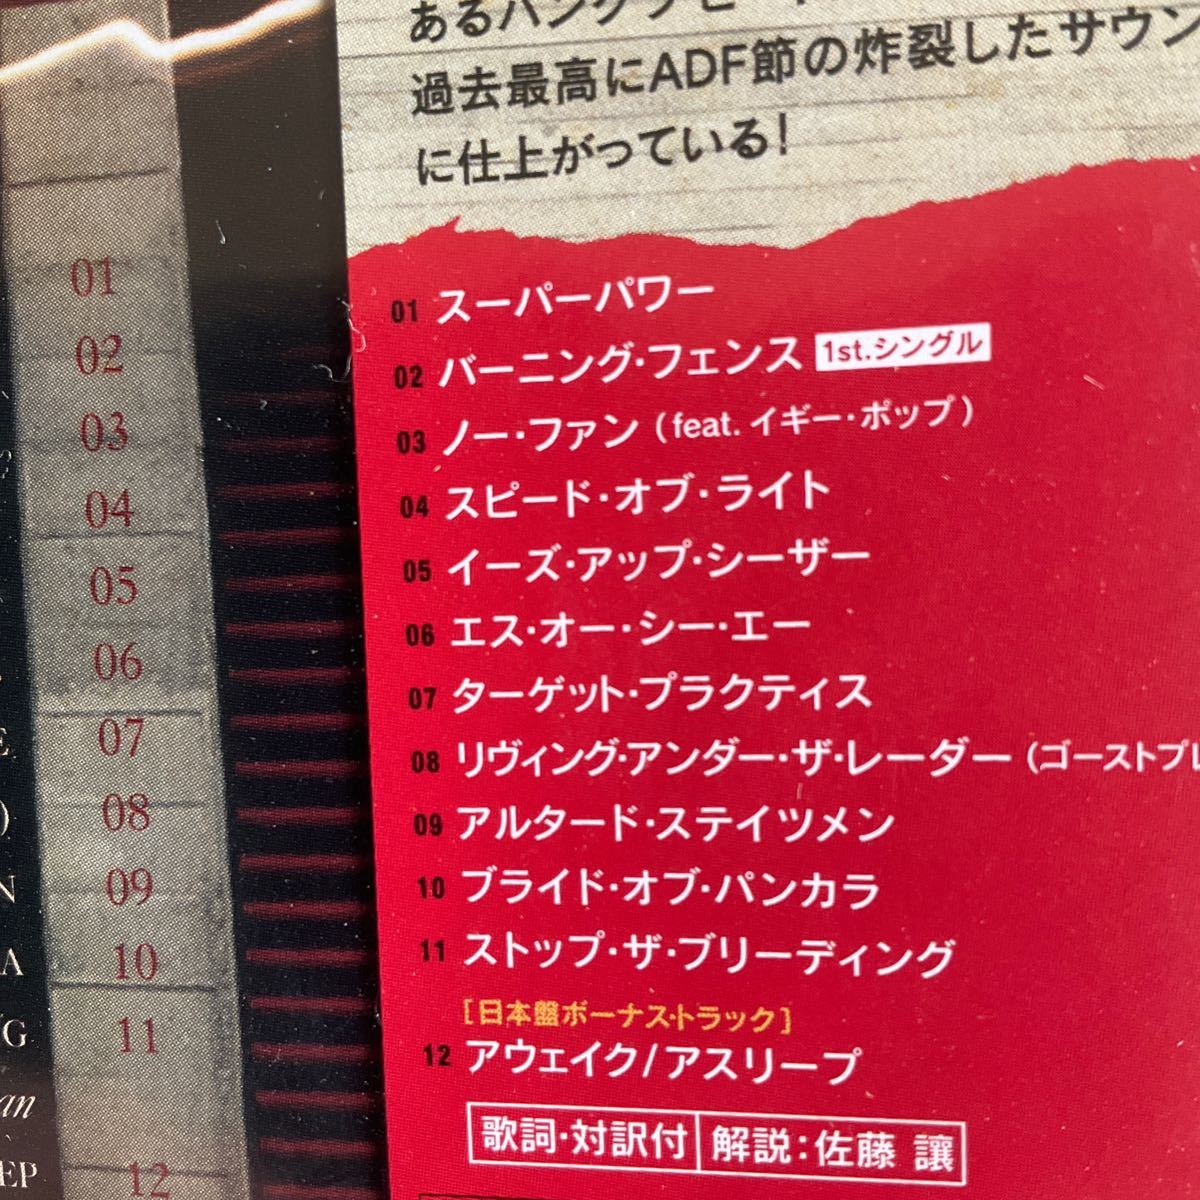 過去最高にADF節の炸裂したサウン
に仕上がっている！
01 スーパーパワー
02 バーニング・フェンス 1st.シングル
03 ノー・ファン（feat. イギー・ポップ）
04 スピード・オブ・ライト
05 イーズ・アップ・シーザー
06 エス・オー・シー・エー
07 ターゲット・プラクティス
08 リヴィング・アンダー・ザ・レーダー（ゴーストプレ
09 アルタード・ステイツメン
10 ブライド・オブ・パンカラ
11 ストップ・ザ・ブリーディング
[日本盤ボーナストラック]
12 アウェイク/アスリープ
歌詞・対訳付 解説：佐藤 讓
01
02
03
04
05
06
E 07
) 08
N 09
A 10
G 11
an
EP 12